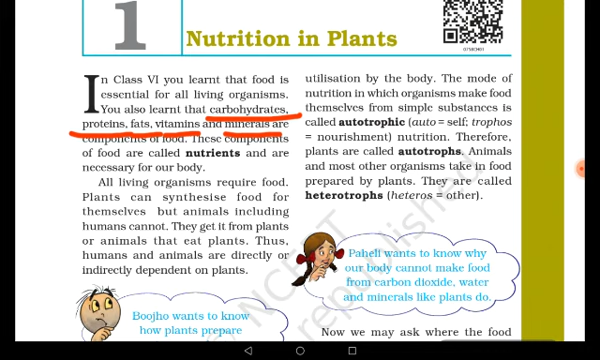 1
Nutrition in Plants
075BCH01
In Class VI you learnt that food is
essential for all living organisms.
You also learnt that carbohydrates,
proteins, fats, vitamins and minerals are
components of food. These components
of food are called nutrients and are
necessary for our body.
All living organisms require food.
Plants can synthesise food for
themselves but animals including
humans cannot. They get it from plants
or animals that eat plants. Thus,
humans and animals are directly or
indirectly dependent on plants.
Boojho wants to know
how plants prepare
utilisation by the body. The mode of
nutrition in which organisms make food
themselves from simple substances is
called autotrophic (auto = self; trophos
= nourishment) nutrition. Therefore,
plants are called autotrophs. Animals
and most other organisms take in food
prepared by plants. They are called
heterotrophs (heteros = other).
Paheli wants to know why
our body cannot make food
from carbon dioxide, water
and minerals like plants do.
Now we may ask where the food
© NCERT
republished